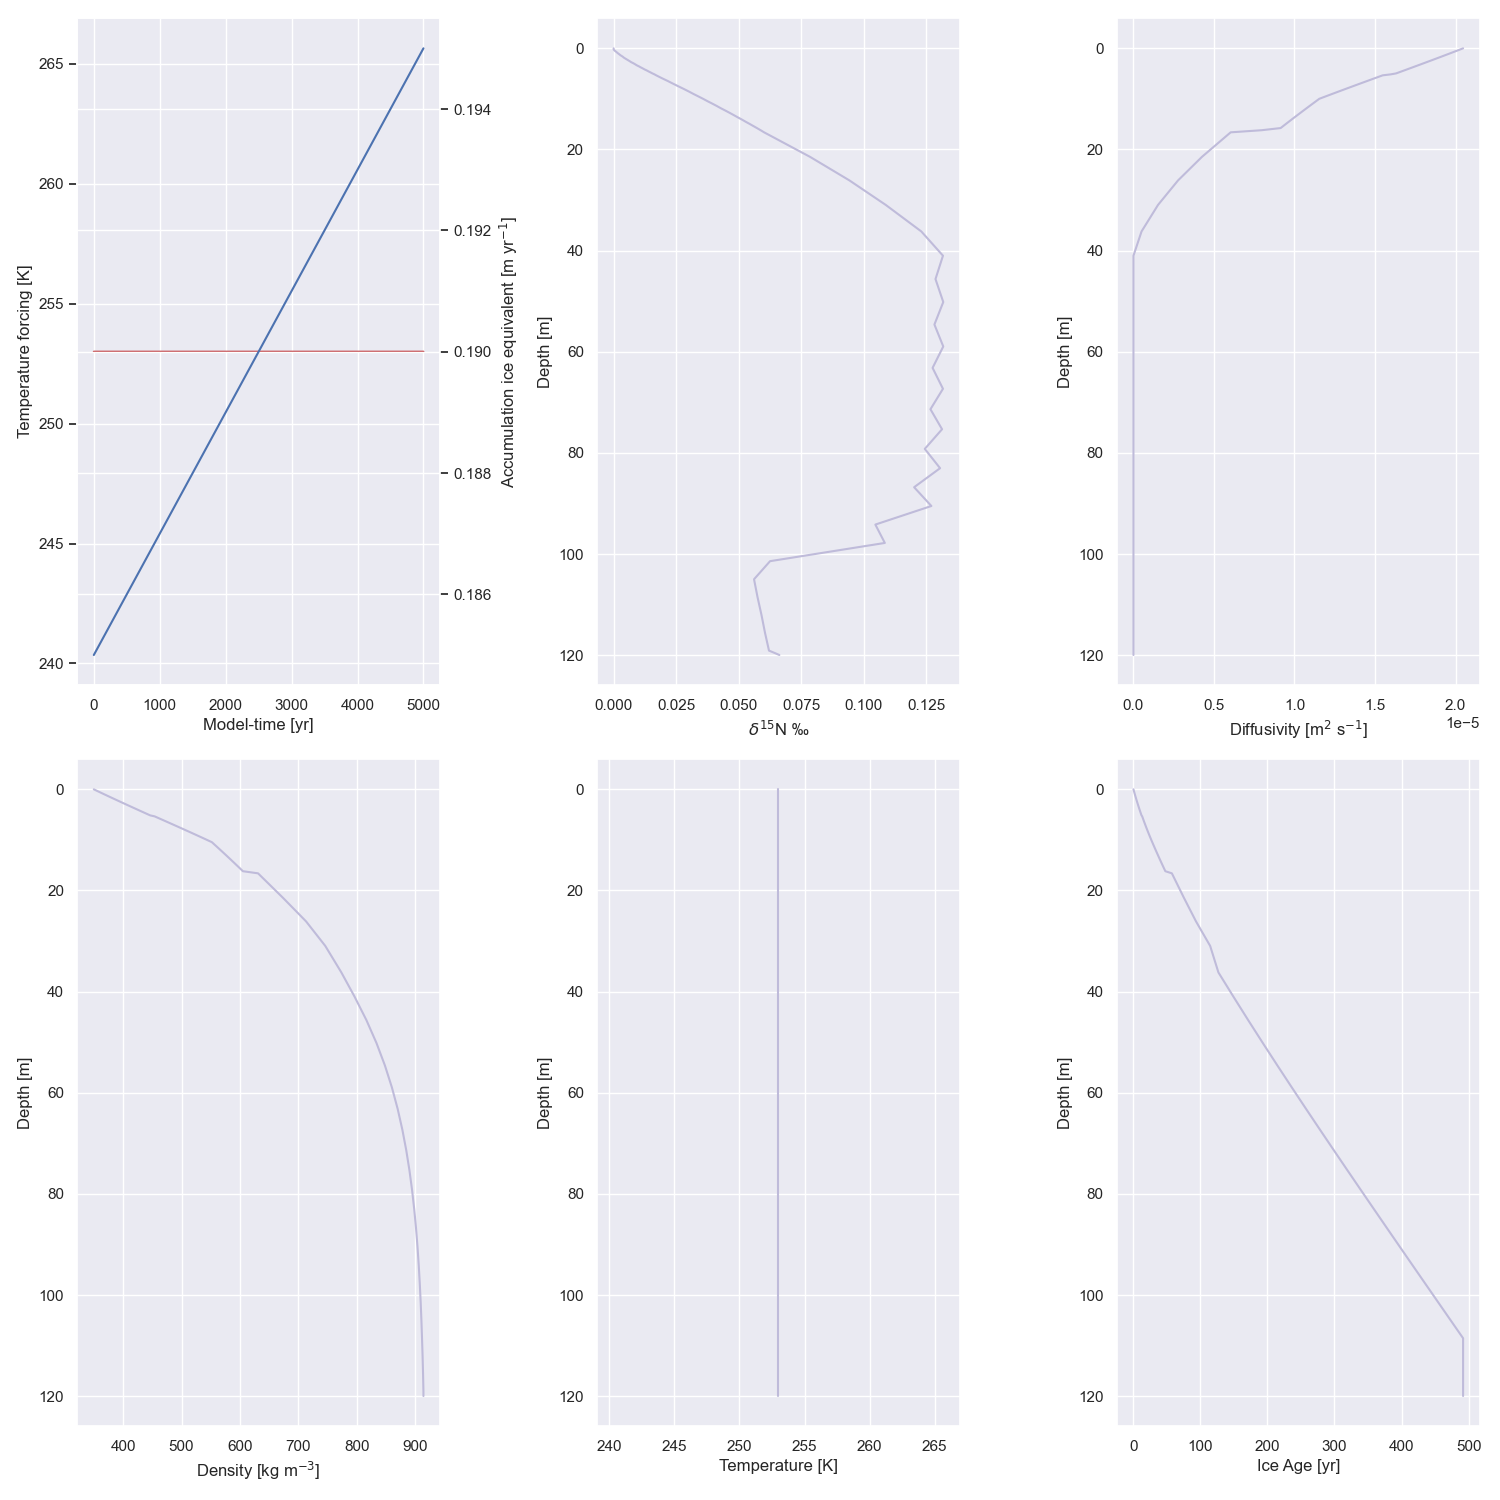 Temperature forcing [K]
265
260
255
250
245
240
0.194
0.192
0.190
0.188
0.186
Accumulation ice equivalent [m yr⁻¹]
0 1000 2000 3000 4000 5000
Model-time [yr]
Depth [m]
0
20
40
60
80
100
120
0.000 0.025 0.050 0.075 0.100 0.125
δ¹⁵N ‰
Depth [m]
0
20
40
60
80
100
120
0.0 0.5 1.0 1.5 2.0
1e−5
Diffusivity [m² s⁻¹]
Depth [m]
0
20
40
60
80
100
120
400 500 600 700 800 900
Density [kg m⁻³]
Depth [m]
0
20
40
60
80
100
120
240 245 250 255 260 265
Temperature [K]
Depth [m]
0
20
40
60
80
100
120
0 100 200 300 400 500
Ice Age [yr]